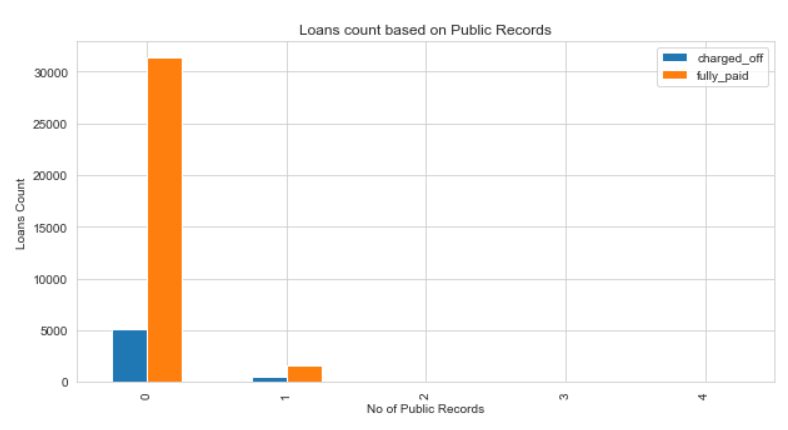 Loans count based on Public Records
charged_off
fully_paid
30000
25000
20000
15000
10000
5000
0
Loans Count
0 1 2 3 4
No of Public Records